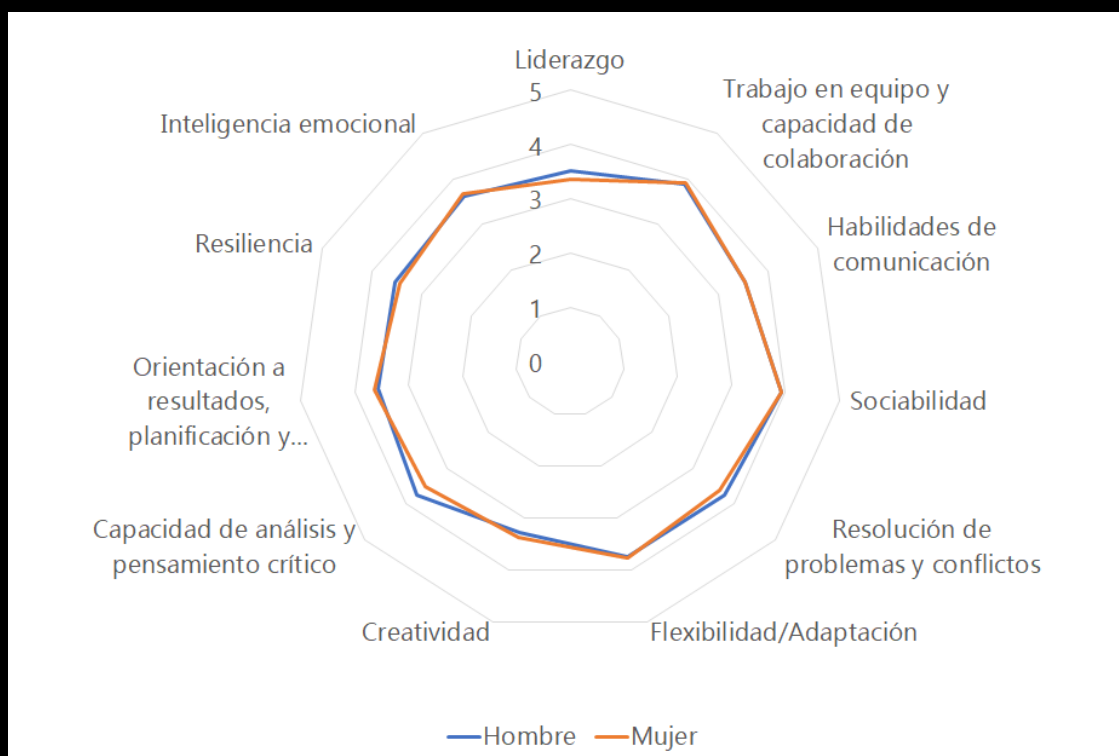 Liderazgo
Trabajo en equipo y
capacidad de
colaboración
Habilidades de
comunicación
Sociabilidad
Resolución de
problemas y conflictos
Flexibilidad/Adaptación
Creatividad
Capacidad de análisis y
pensamiento crítico
Orientación a
resultados,
planificación y...
Resiliencia
Inteligencia emocional
5
4
3
2
1
0
Hombre Mujer